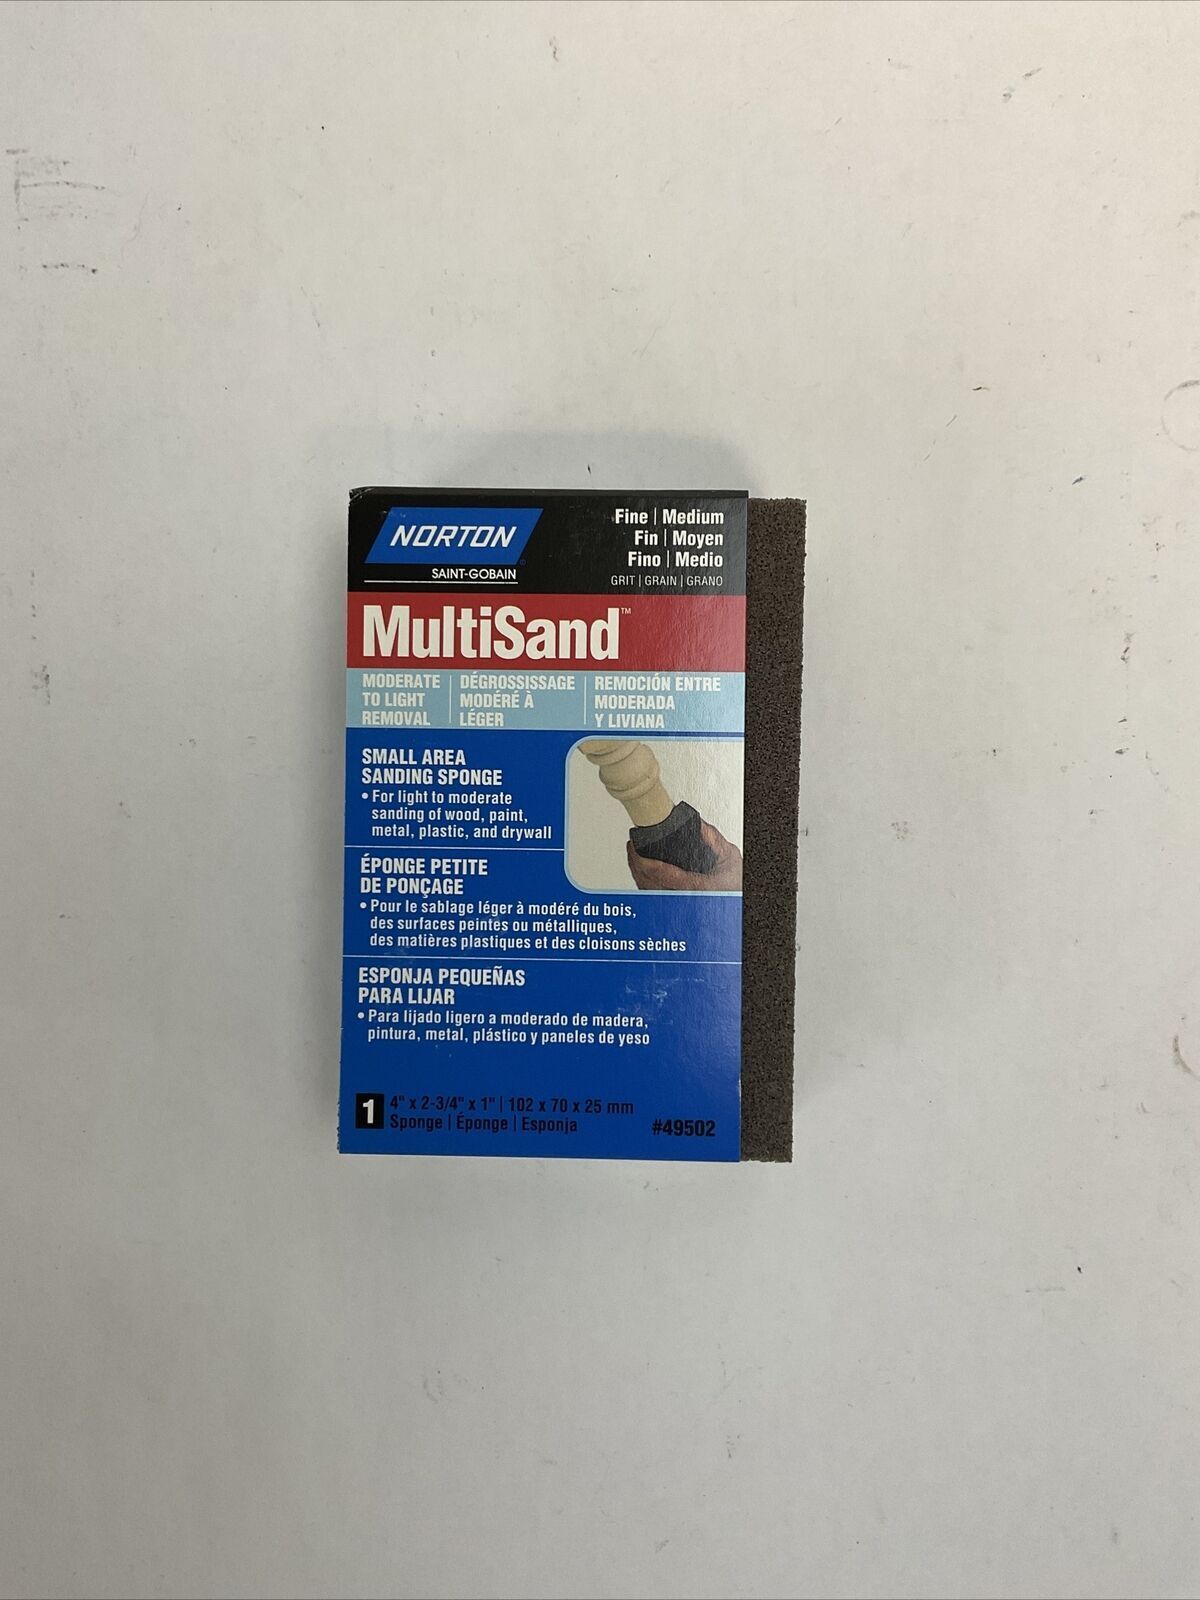 NORTON®
SAINT-GOBAIN
Fine | Medium
Fin | Moyen
Fino | Medio
GRIT | GRAIN | GRANO
MultiSand™
MODERATE
TO LIGHT
REMOVAL
DÉGROSSISSAGE
MODÉRÉ À
LÉGER
REMOCIÓN ENTRE
MODERADA
Y LIVIANA
SMALL AREA
SANDING SPONGE
• For light to moderate
sanding of wood, paint,
metal, plastic, and drywall
ÉPONGE PETITE
DE PONÇAGE
• Pour le sablage léger à modéré du bois,
des surfaces peintes ou métalliques,
des matières plastiques et des cloisons sèches
ESPONJA PEQUEÑAS
PARA LIJAR
• Para lijado ligero a moderado de madera,
pintura, metal, plástico y paneles de yeso
1
4" x 2-3/4" x 1" | 102 x 70 x 25 mm
Sponge | Éponge | Esponja
#49502